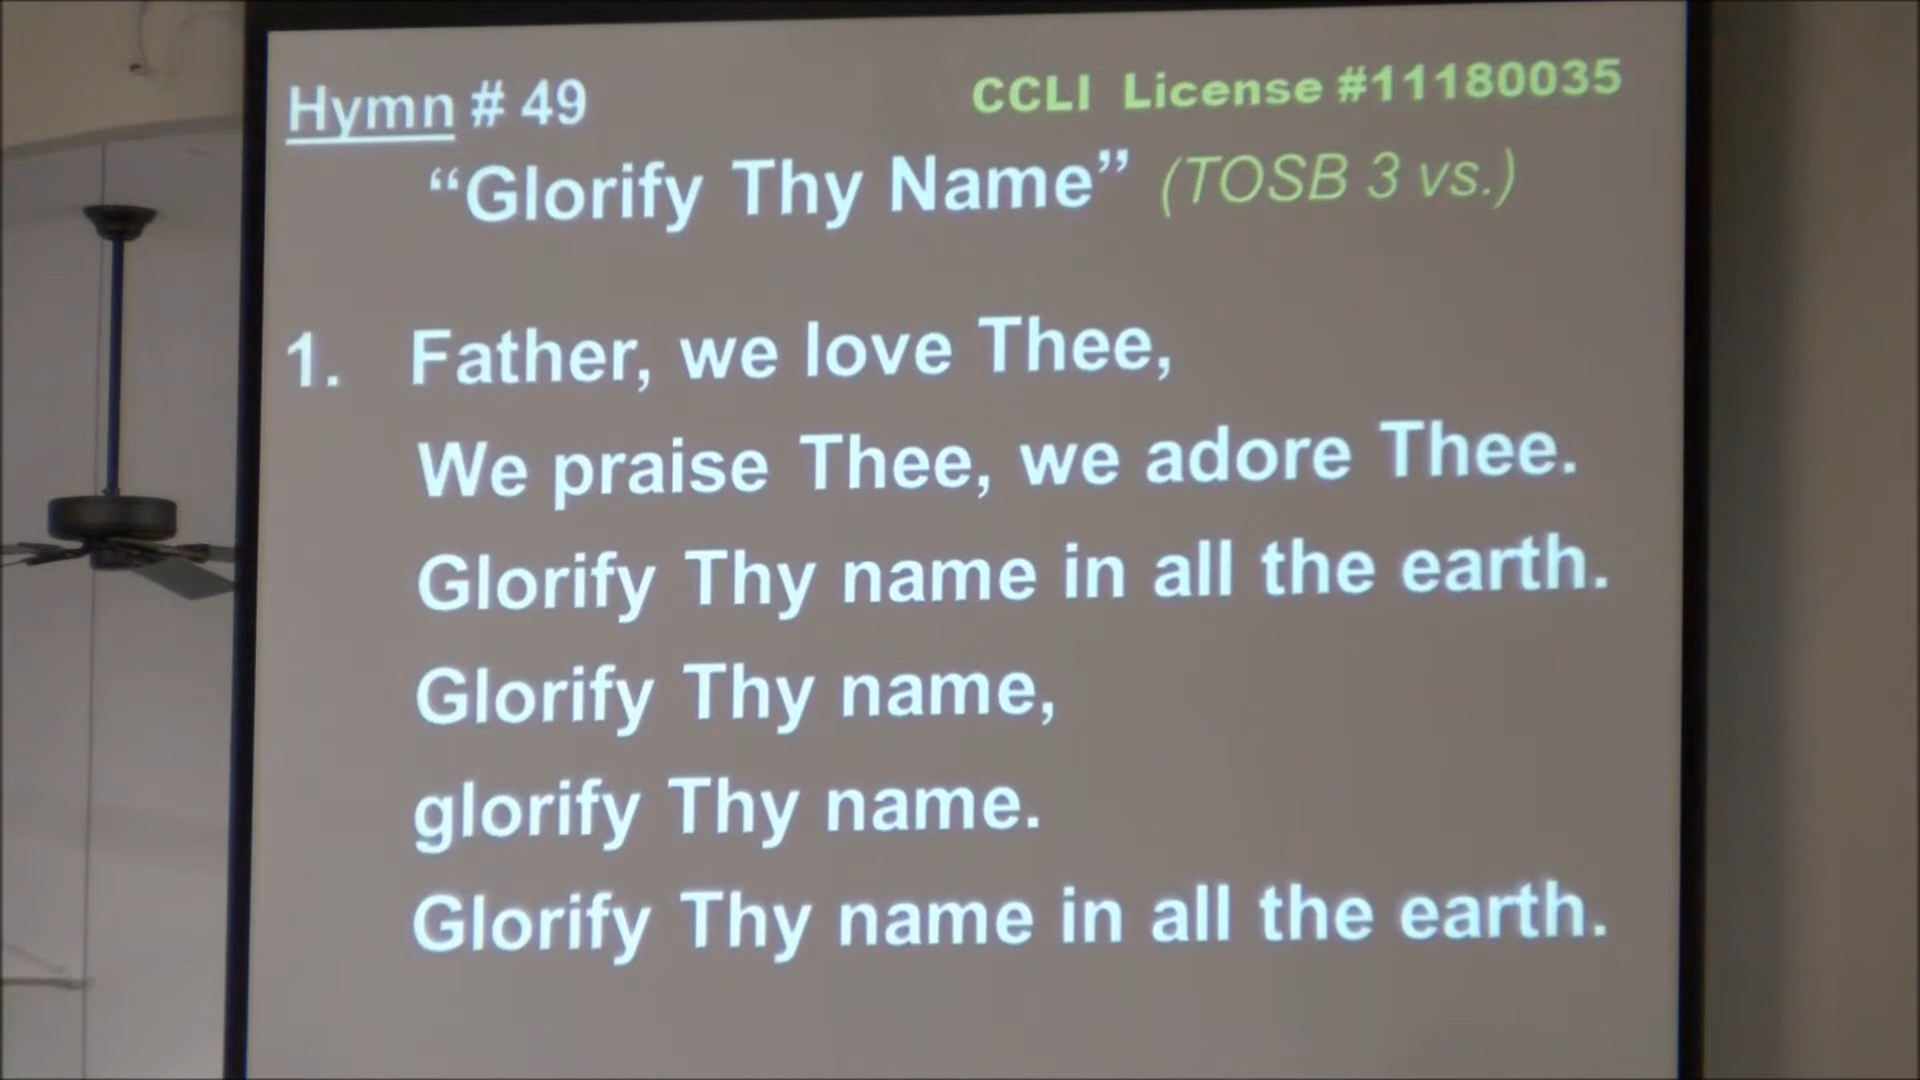 Hymn # 49 CCLI License #11180035
“Glorify Thy Name” (TOSB 3 vs.)
1. Father, we love Thee,
We praise Thee, we adore Thee.
Glorify Thy name in all the earth.
Glorify Thy name,
glorify Thy name.
Glorify Thy name in all the earth.